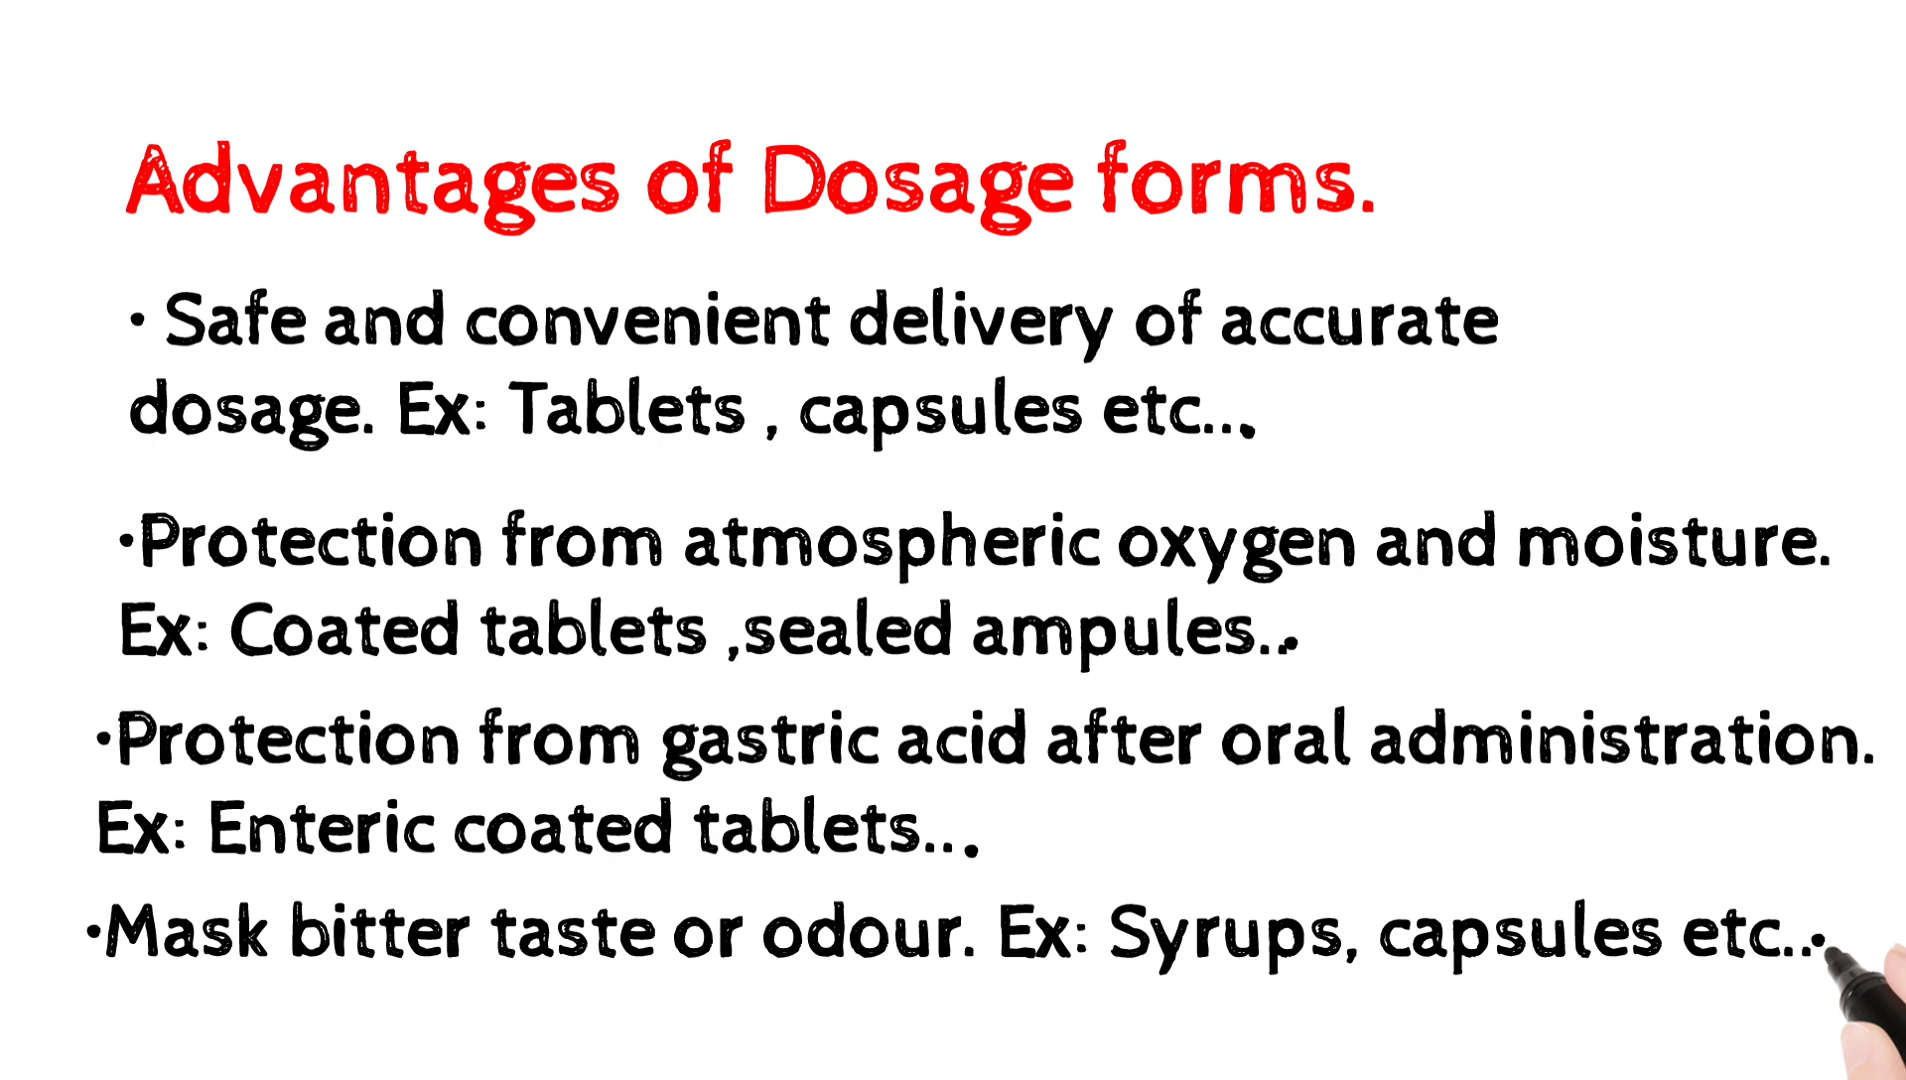 Advantages of Dosage forms.
• Safe and convenient delivery of accurate
dosage. Ex: Tablets , capsules etc...
•Protection from atmospheric oxygen and moisture.
Ex: Coated tablets ,sealed ampules...
•Protection from gastric acid after oral administration.
Ex: Enteric coated tablets...
•Mask bitter taste or odour. Ex: Syrups, capsules etc...